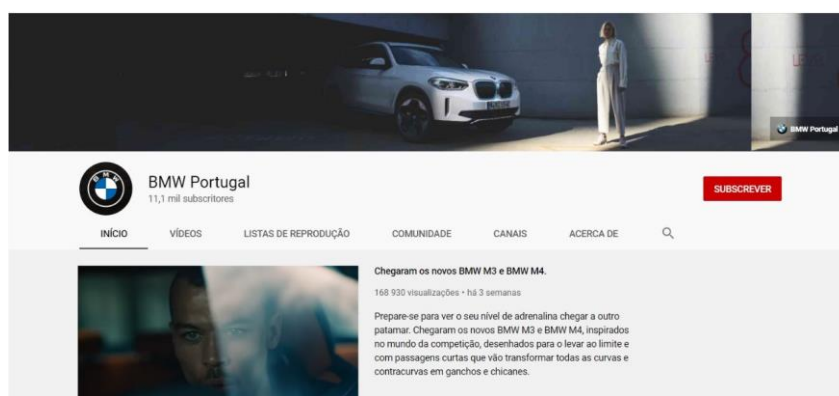 BMW Portugal
BMW Portugal
11,1 mil subscritores
SUBSCREVER
INÍCIO
VÍDEOS
LISTAS DE REPRODUÇÃO
COMUNIDADE
CANAIS
ACERCA DE
Chegaram os novos BMW M3 e BMW M4.
168 930 visualizações • há 3 semanas
Prepare-se para ver o seu nível de adrenalina chegar a outro
patamar. Chegaram os novos BMW M3 e BMW M4, inspirados
no mundo da competição, desenhados para o levar ao limite e
com passagens curtas que vão transformar todas as curvas e
contracurvas em ganchos e chicanes.